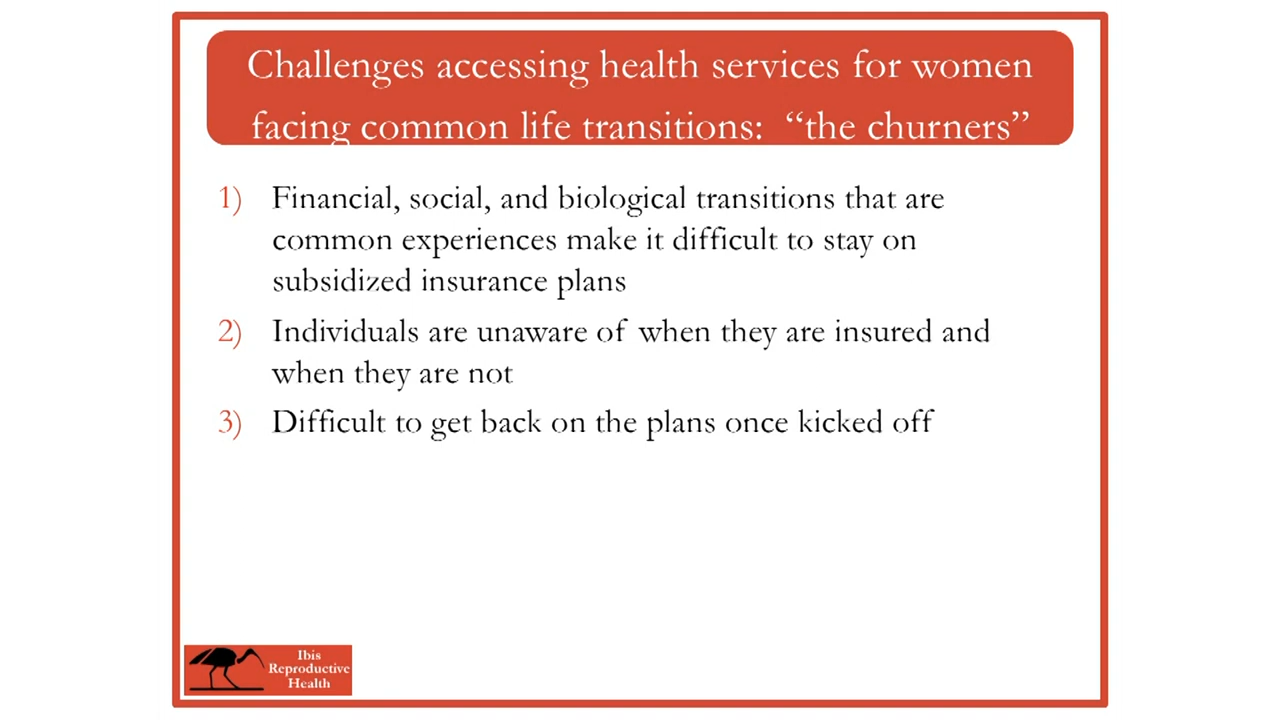 Challenges accessing health services for women
facing common life transitions: “the churners”
1) Financial, social, and biological transitions that are
common experiences make it difficult to stay on
subsidized insurance plans
2) Individuals are unaware of when they are insured and
when they are not
3) Difficult to get back on the plans once kicked off
Ibis
Reproductive
Health